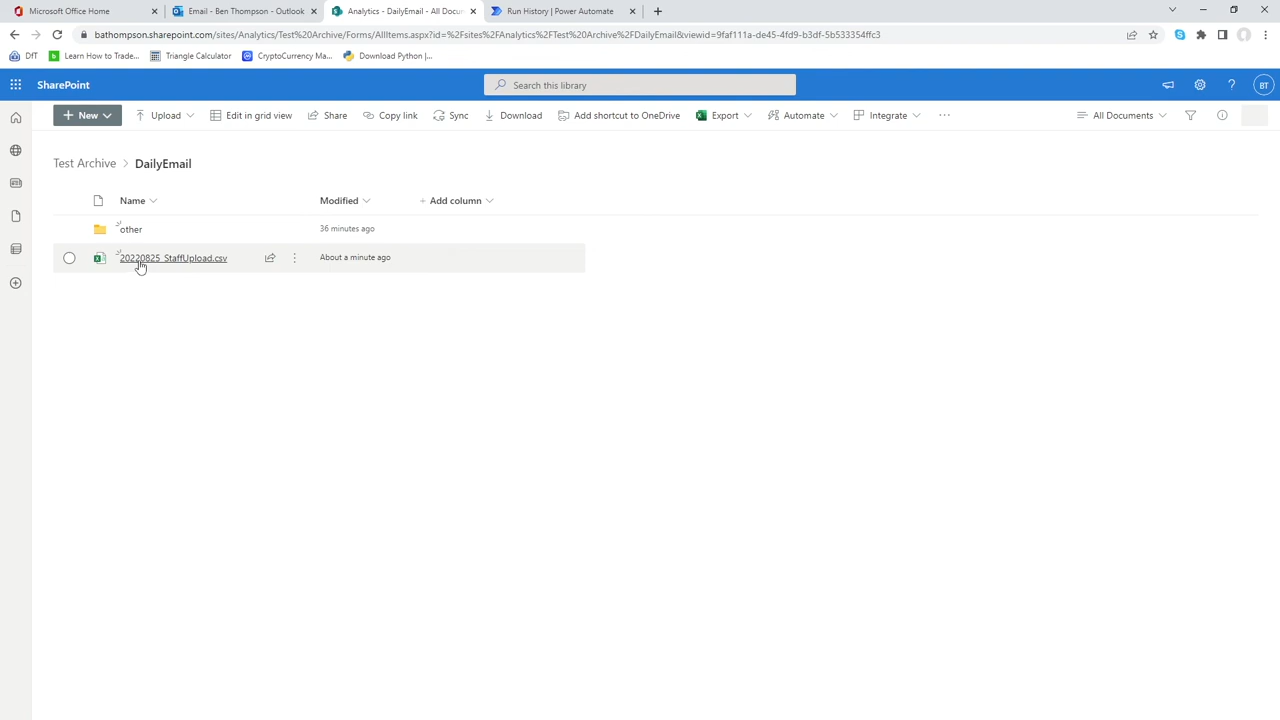 Microsoft Office Home
Email - Ben Thompson - Outlook
Analytics - DailyEmail - All Docu
Run History | Power Automate
bathompson.sharepoint.com/sites/Analytics/Test%20Archive/Forms/AllItems.aspx?id=%2Fsites%2FAnalytics%2FTest%20Archive%2FDailyEmail&viewid=9faf111a-de45-4fd9-b3df-5b533354ffc3
DfT
Learn How to Trade...
Triangle Calculator
CryptoCurrency Ma...
Download Python |...
SharePoint
Search this library
BT
New
Upload
Edit in grid view
Share
Copy link
Sync
Download
Add shortcut to OneDrive
Export
Automate
Integrate
All Documents
Test Archive > DailyEmail
Name
Modified
+ Add column
other
36 minutes ago
20220825_StaffUpload.csv
About a minute ago